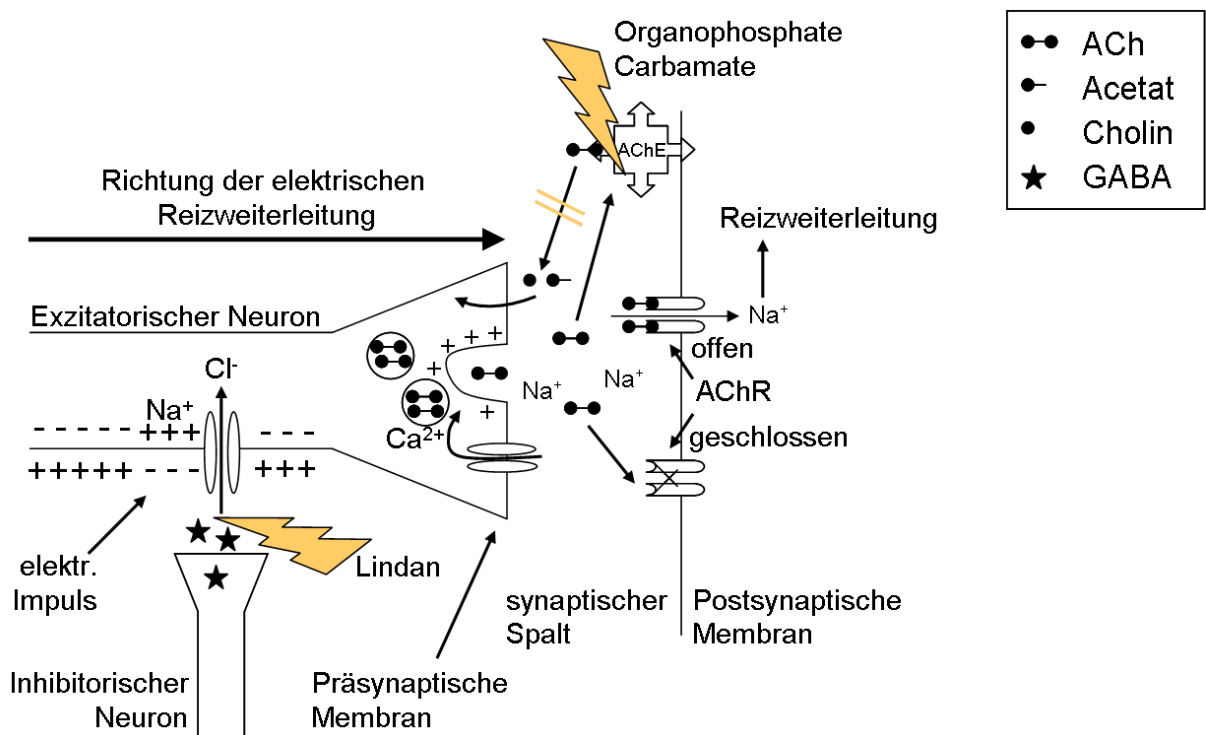 Organophosphate
Carbamate
ACh
Acetat
Cholin
GABA
AChE
Richtung der elektrischen
Reizweiterleitung
Reizweiterleitung
Exzitatorischer Neuron
Na⁺
offen
Cl⁻
+ + + +
+
+
Na⁺
Na⁺
AChR
Na⁺
Ca²⁺
geschlossen
- - - - - +++ - - -
+++++ - - - +++
elektr.
Impuls
Lindan
synaptischer
Spalt
Postsynaptische
Membran
Inhibitorischer
Neuron
Präsynaptische
Membran